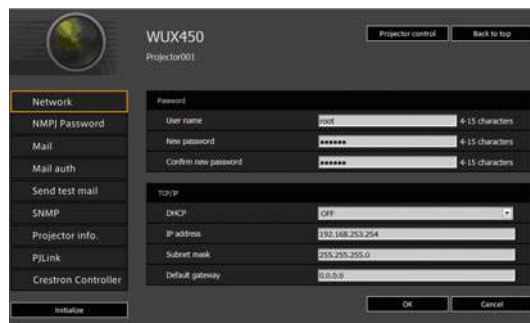 WUX450
Projector001
Projector control
Back to top
Network
NMPJ Password
Mail
Mail auth
Send test mail
SNMP
Projector info.
PJLink
Crestron Controller
Initialize
Password
User name root 4-15 characters
New password •••••• 4-15 characters
Confirm new password •••••• 4-15 characters
TCP/IP
DHCP OFF
IP address 192.168.253.254
Subnet mask 255.255.255.0
Default gateway 0.0.0.0
OK
Cancel